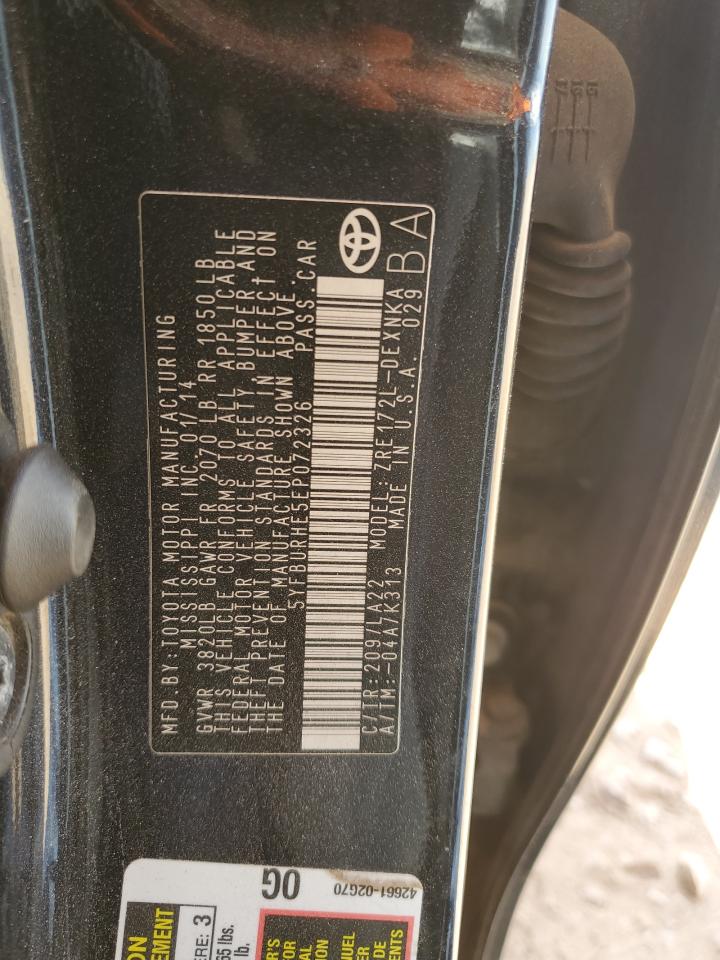 MFD.BY:TOYOTA MOTOR MANUFACTURING
MISSISSIPPI INC. 01/14
GVWR 3820LB GAWR FR 2070 LB RR 1850 LB
THIS VEHICLE CONFORMS TO ALL APPLICABLE
FEDERAL MOTOR VEHICLE SAFETY, BUMPER AND
THEFT PREVENTION STANDARDS IN EFFECT ON
THE DATE OF MANUFACTURE SHOWN ABOVE.
5YFBURHE5EP072326 PASS.CAR
C/TR:209/LA22 MODEL:ZRE172L-DEXNKA
A/TM:-04A/K313 MADE IN U.S.A. 029
BA
0G
42661-02G70
3